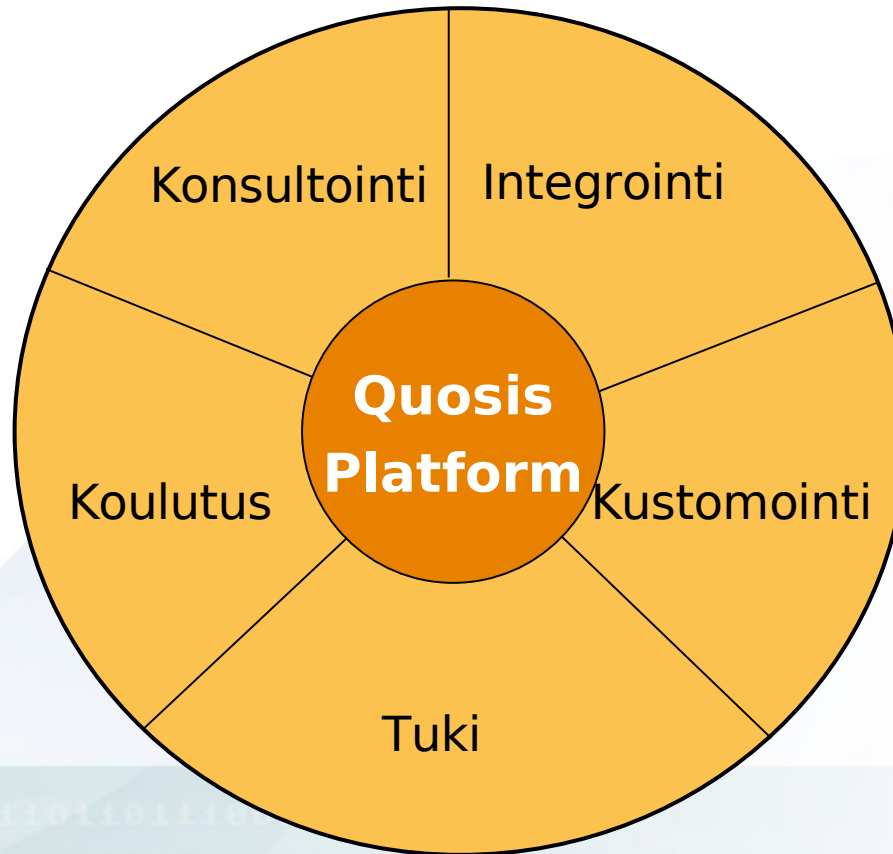 Konsultointi
Integrointi
Quosis
Platform
Koulutus
Kustomointi
Tuki